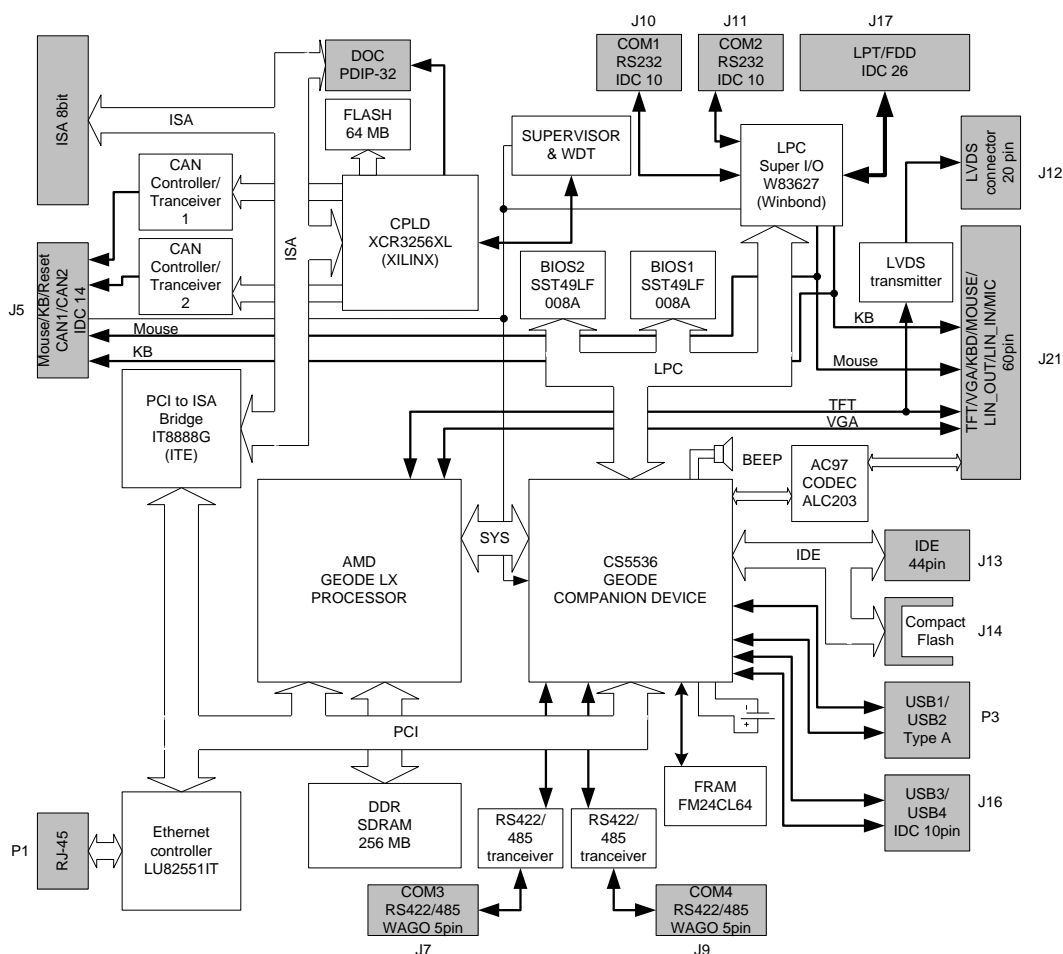 J10
J11
J17
COM1
RS232
IDC 10
COM2
RS232
IDC 10
LPT/FDD
IDC 26
ISA 8bit
DOC
PDIP-32
ISA
FLASH
64 MB
SUPERVISOR
& WDT
LPC
Super I/O
W83627
(Winbond)
LVDS
connector
20 pin
J12
CAN
Controller/
Tranceiver
1
CPLD
XCR3256XL
(XILINX)
ISA
CAN
Controller/
Tranceiver
2
BIOS2
SST49LF
008A
BIOS1
SST49LF
008A
LVDS
transmitter
J5
Mouse/KB/Reset
CAN1/CAN2
IDC 14
Mouse
KB
KB
Mouse
LPC
TFT/VGA/KBD/MOUSE/
LIN_OUT/LIN_IN/MIC
60pin
J21
PCI to ISA
Bridge
IT8888G
(ITE)
TFT
VGA
BEEP
AC97
CODEC
ALC203
AMD
GEODE LX
PROCESSOR
SYS
CS5536
GEODE
COMPANION DEVICE
IDE
IDE
44pin
J13
Compact
Flash
J14
USB1/
USB2
Type A
P3
PCI
FRAM
FM24CL64
USB3/
USB4
IDC 10pin
J16
P1
RJ-45
Ethernet
controller
LU82551IT
DDR
SDRAM
256 MB
RS422/
485
tranceiver
RS422/
485
tranceiver
COM3
RS422/485
WAGO 5pin
COM4
RS422/485
WAGO 5pin
J7
J9